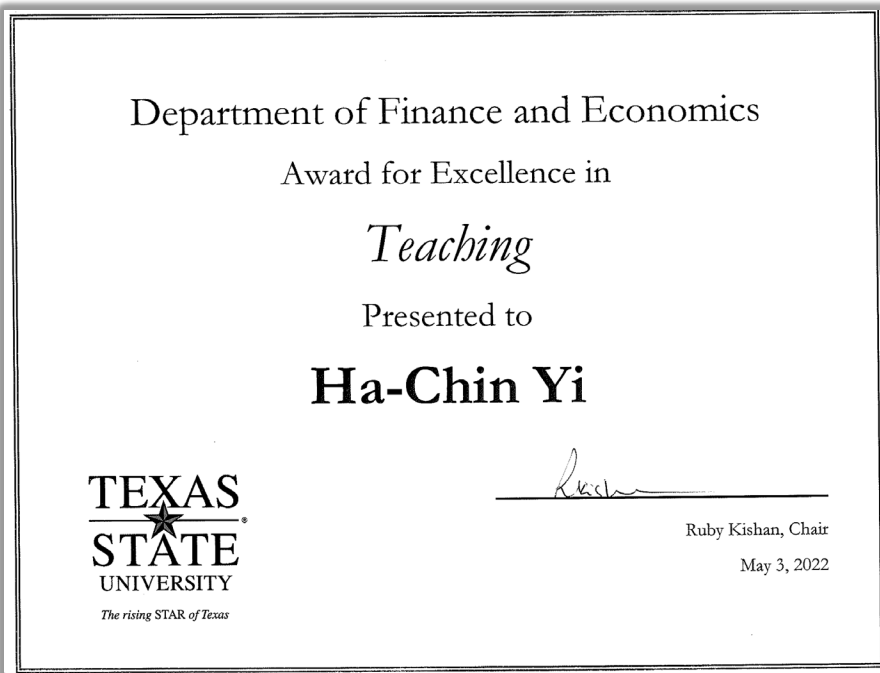 Department of Finance and Economics
Award for Excellence in
Teaching
Presented to
Ha-Chin Yi
TEXAS
STATE®
UNIVERSITY
The rising STAR of Texas
Ruby Kishan, Chair
May 3, 2022